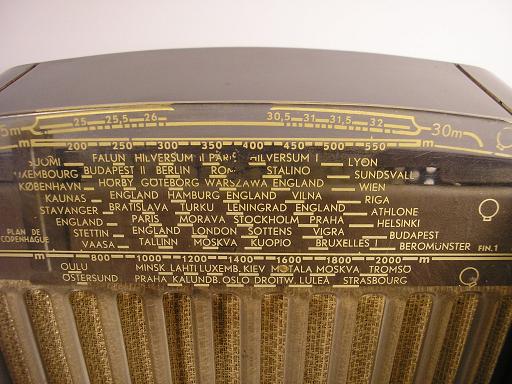 25 25,5 26 30,5 31 31,5 32
5m 30m
m 200 250 300 350 400 450 500 550 m
SUOMI FALUN HILVERSUM II PARIS HILVERSUM I LYON
BUDAPEST II BERLIN STALINO SUNDSVALL
KØBENHAVN HÖRBY GÖTEBORG WARSZAWA ENGLAND WIEN
KAUNAS ENGLAND HAMBURG ENGLAND VILNA RIGA
STAVANGER BRATISLAVA TURKU LENINGRAD ENGLAND ATHLONE
ENGLAND PARIS MORAVA STOCKHOLM PRAHA HELSINKI
PLAN DE COPENHAGUE STETTIN ENGLAND LONDON SOTTENS VIGRA BUDAPEST
VAASA TALLINN MOSKVA KUOPIO BRUXELLES I BEROMÜNSTER FIN.1
m 800 1000 1200 1400 1600 1800 2000 m
OULU MINSK LAHTI LUXEMB. KIEV MOTALA MOSKVA TROMSÖ
ÖSTERSUND PRAHA KALUNDB. OSLO DROITW. LULEÅ STRASBOURG